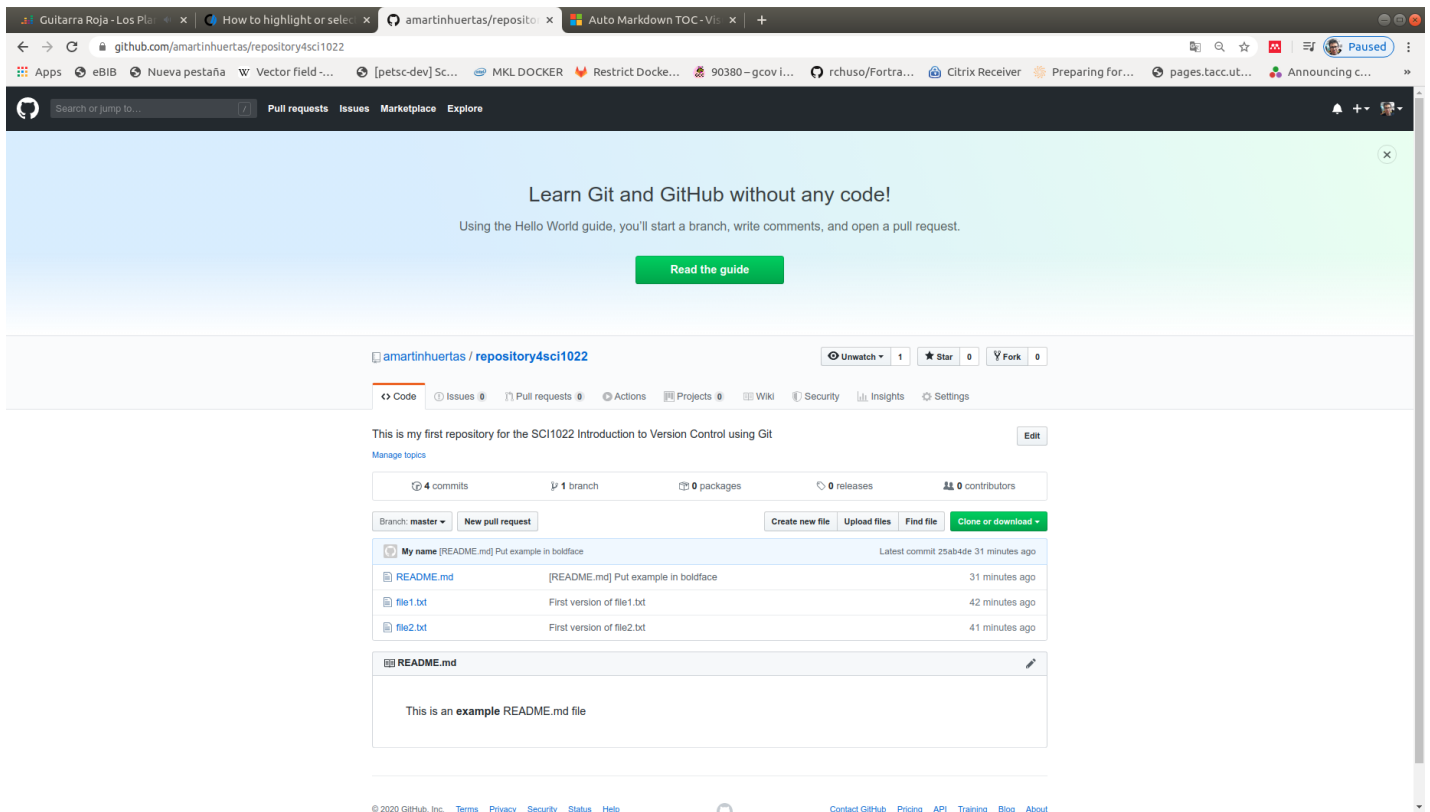 Guitarra Roja - Los Pla
How to highlight or selec
amartinhuertas/reposito
Auto Markdown TOC - Vis
github.com/amartinhuertas/repository4sci1022
Paused
Apps eBIB Nueva pestaña Vector field -... [petsc-dev] Sc... MKL DOCKER Restrict Docke... 90380 – gcov i... rchuso/Fortra... Citrix Receiver Preparing for... pages.tacc.ut... Announcing c... »
Search or jump to... / Pull requests Issues Marketplace Explore
Learn Git and GitHub without any code!
Using the Hello World guide, you'll start a branch, write comments, and open a pull request.
Read the guide
amartinhuertas / repository4sci1022 Unwatch 1 Star 0 Fork 0
Code Issues 0 Pull requests 0 Actions Projects 0 Wiki Security Insights Settings
This is my first repository for the SCI1022 Introduction to Version Control using Git Edit
Manage topics
4 commits 1 branch 0 packages 0 releases 0 contributors
Branch: master New pull request Create new file Upload files Find file Clone or download
My name [README.md] Put example in boldface Latest commit 25ab4de 31 minutes ago
README.md [README.md] Put example in boldface 31 minutes ago
file1.txt First version of file1.txt 42 minutes ago
file2.txt First version of file2.txt 41 minutes ago
README.md
This is an example README.md file
© 2020 GitHub, Inc. Terms Privacy Security Status Help Contact GitHub Pricing API Training Blog About